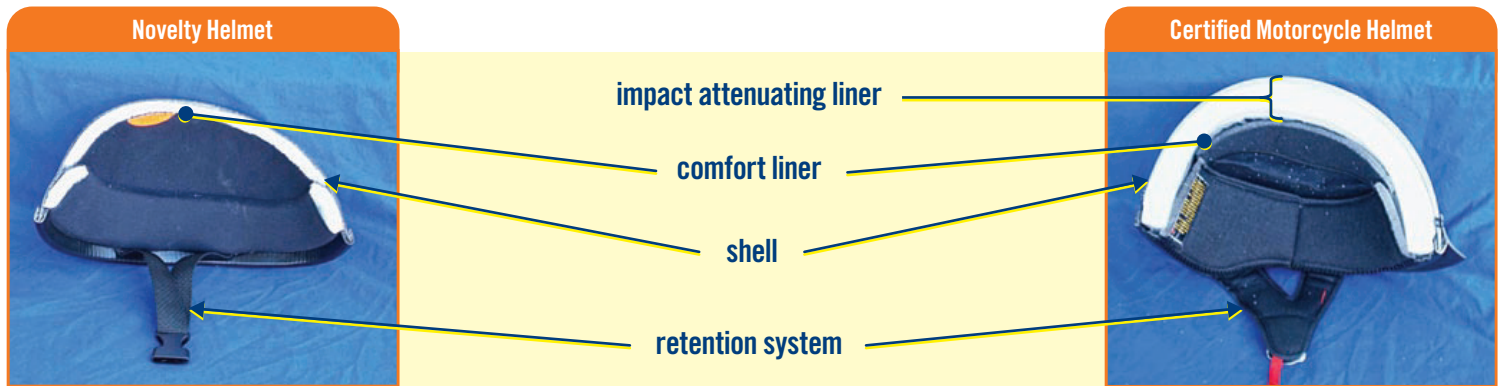 Novelty Helmet
Certified Motorcycle Helmet
impact attenuating liner
comfort liner
shell
retention system